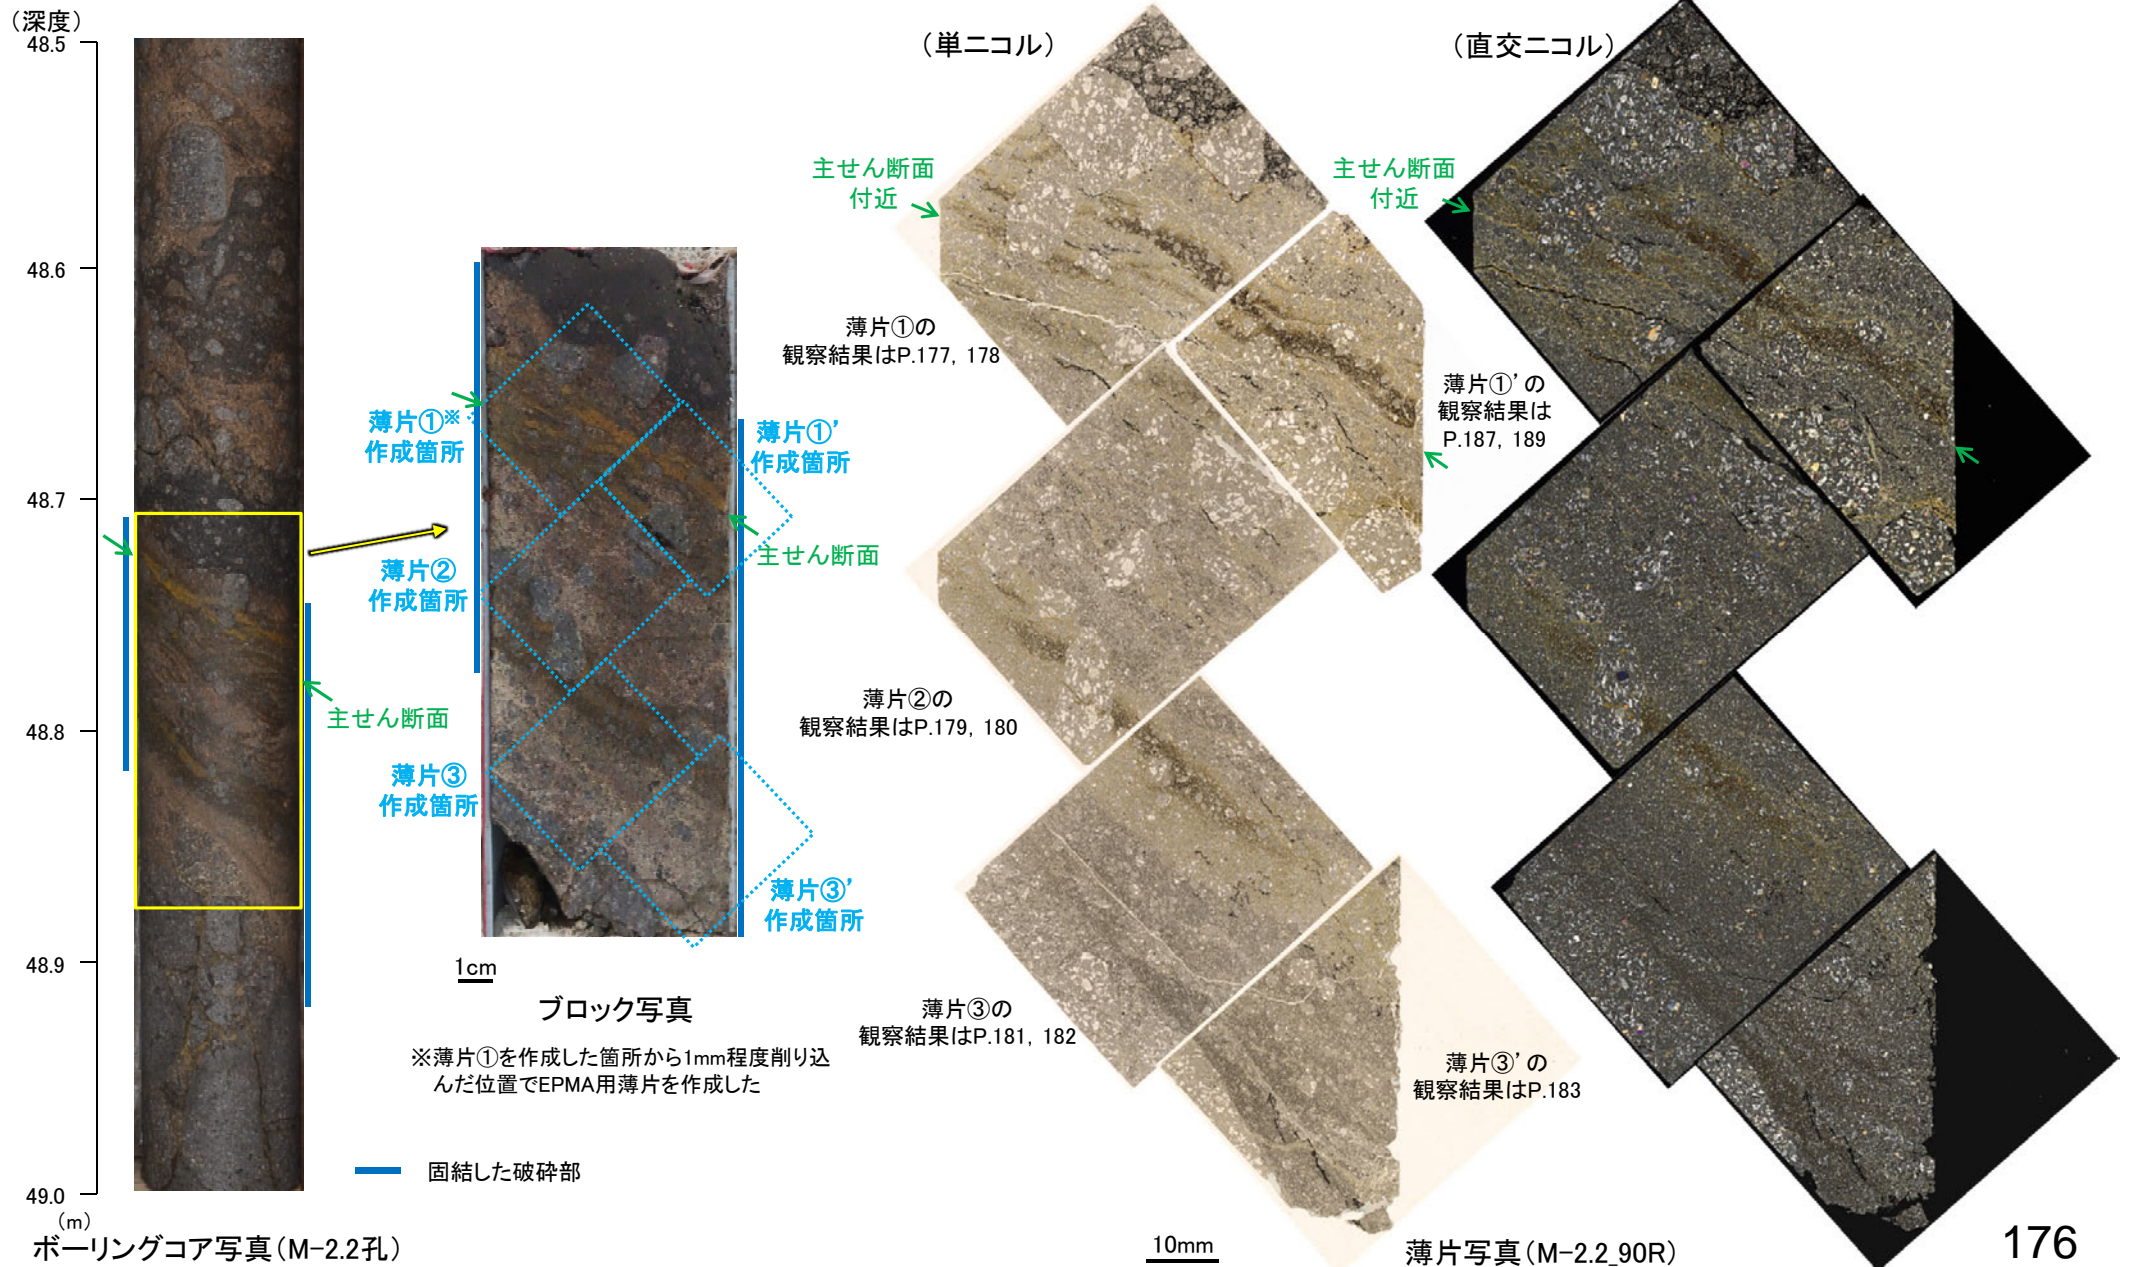 （深度）
48.5
48.6
48.7
48.8
48.9
49.0
（m）
ボーリングコア写真（M-2.2孔）
主せん断面
薄片①※
作成箇所
薄片①’
作成箇所
主せん断面
薄片②
作成箇所
薄片③
作成箇所
薄片③’
作成箇所
1cm
ブロック写真
※薄片①を作成した箇所から1mm程度削り込
んだ位置でEPMA用薄片を作成した
固結した破砕部
（単ニコル）
（直交ニコル）
主せん断面
付近
主せん断面
付近
薄片①の
観察結果はP.177, 178
薄片①’の
観察結果は
P.187, 189
薄片②の
観察結果はP.179, 180
薄片③の
観察結果はP.181, 182
薄片③’の
観察結果はP.183
10mm
薄片写真（M-2.2_90R）
176